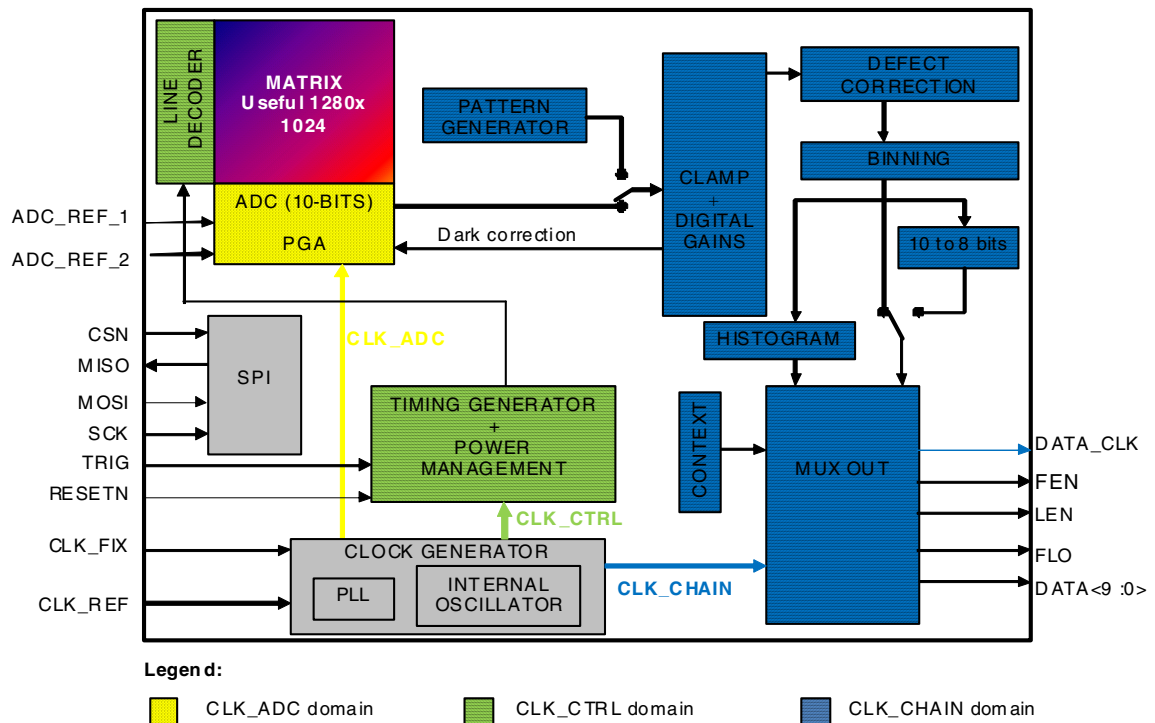 LINE
DECODER
MATRIX
Useful 1280x
1024
ADC (10-BITS)
PGA
PATTERN
GENERATOR
CLAMP
+
DIGITAL
GAINS
DEFECT
CORRECTION
BINNING
10 to 8 bits
HISTOGRAM
Dark correction
ADC_REF_1
ADC_REF_2
CSN
MISO
MOSI
SCK
TRIG
RESETN
CLK_FIX
CLK_REF
SPI
CLK_ADC
TIMING GENERATOR
+
POWER
MANAGEMENT
CLK_CTRL
CLOCK GENERATOR
PLL
INTERNAL
OSCILLATOR
CLK_CHAIN
CONTEXT
MUX OUT
DATA_CLK
FEN
LEN
FLO
DATA<9 :0>
Legend:
CLK_ADC domain
CLK_CTRL domain
CLK_CHAIN domain